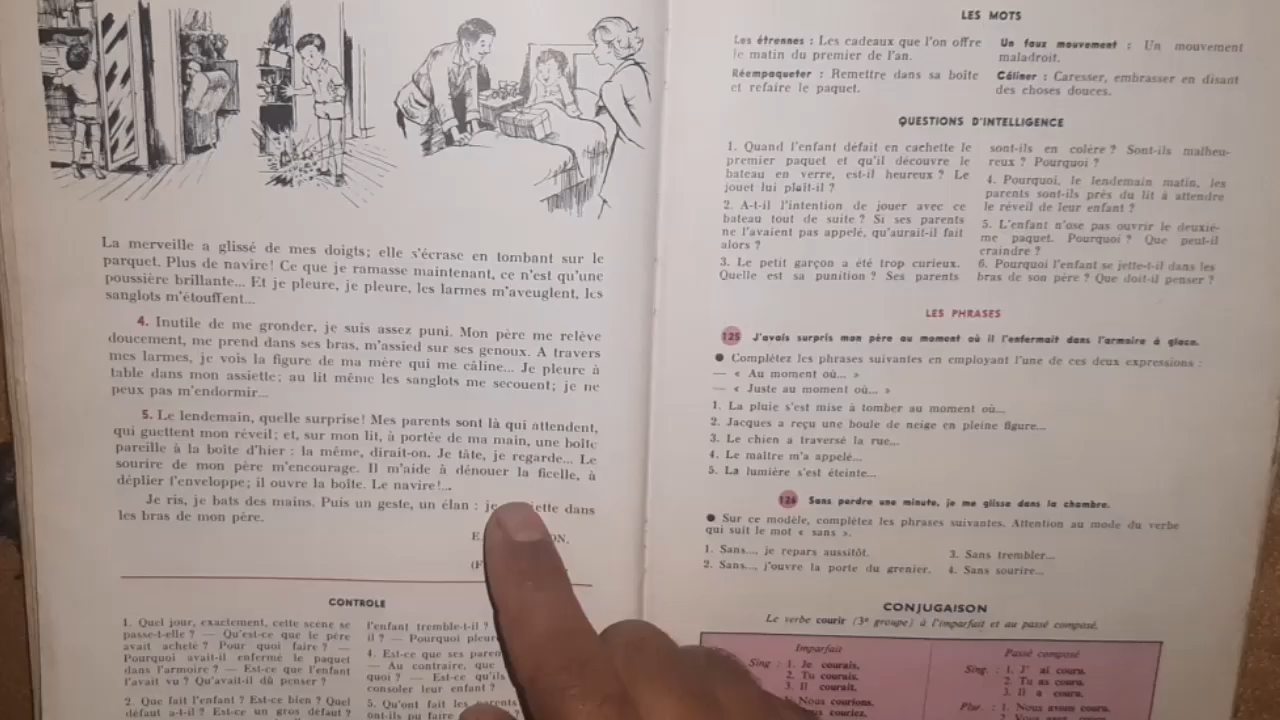 La merveille a glissé de mes doigts; elle s'écrase en tombant sur le
parquet. Plus de navire! Ce que je ramasse maintenant, ce n'est qu'une
poussière brillante... Et je pleure, je pleure, les larmes m'aveuglent, les
sanglots m'étouffent...
4. Inutile de me gronder, je suis assez puni. Mon père me relève
doucement, me prend dans ses bras, m'assied sur ses genoux. A travers
mes larmes, je vois la figure de ma mère qui me câline... Je pleure à
table dans mon assiette; au lit même les sanglots me secouent; je ne
peux pas m'endormir...
5. Le lendemain, quelle surprise! Mes parents sont là qui attendent,
qui guettent mon réveil; et, sur mon lit, à portée de ma main, une boîte
pareille à la boîte d'hier : la même, dirait-on. Je tâte, je regarde... Le
sourire de mon père m'encourage. Il m'aide à dénouer la ficelle, à
déplier l'enveloppe; il ouvre la boîte. Le navire!...
Je ris, je bats des mains. Puis un geste, un élan : je dans
les bras de mon père.
CONTROLE
1. Quel jour, exactement, cette scène se
passe-t-elle ? — Qu'est-ce que le père
avait acheté ? Pour quoi faire ? —
Pourquoi avait-il enfermé le paquet
dans l'armoire ? — Est-ce que l'enfant
l'avait vu ? Qu'avait-il dû penser ?
2. Que fait l'enfant ? Est-ce bien ? Quel
défaut a-t-il ? Est-ce un gros défaut ?
l'enfant tremble-t-il ?
il ? — Pourquoi
4. Est-ce que ses
— Au contraire, que
quoi ? — Est-ce qu'ils
consoler leur enfant ?
5. Qu'ont fait les parents
ont-ils pu faire
LES MOTS
Les étrennes : Les cadeaux que l'on offre
le matin du premier de l'an.
Réempaqueter : Remettre dans sa boîte
et refaire le paquet.
Un faux mouvement : Un mouvement
maladroit.
Câliner : Caresser, embrasser en disant
des choses douces.
QUESTIONS D'INTELLIGENCE
1. Quand l'enfant défait en cachette le
premier paquet et qu'il découvre le
bateau en verre, est-il heureux ? Le
jouet lui plaît-il ?
2. A-t-il l'intention de jouer avec ce
bateau tout de suite ? Si ses parents
ne l'avaient pas appelé, qu'aurait-il fait
alors ?
3. Le petit garçon a été trop curieux.
Quelle est sa punition ? Ses parents
sont-ils en colère ? Sont-ils malheu-
reux ? Pourquoi ?
4. Pourquoi, le lendemain matin, les
parents sont-ils près du lit à attendre
le réveil de leur enfant ?
5. L'enfant n'ose pas ouvrir le deuxiè-
me paquet. Pourquoi ? Que peut-il
craindre ?
6. Pourquoi l'enfant se jette-t-il dans les
bras de son père ? Que doit-il penser ?
LES PHRASES
125 J'avais surpris mon père au moment où il l'enfermait dans l'armoire à glace.
● Complétez les phrases suivantes en employant l'une de ces deux expressions :
— « Au moment où... »
— « Juste au moment où... »
1. La pluie s'est mise à tomber au moment où...
2. Jacques a reçu une boule de neige en pleine figure...
3. Le chien a traversé la rue...
4. Le maître m'a appelé...
5. La lumière s'est éteinte...
126 Sans perdre une minute, je me glisse dans la chambre.
● Sur ce modèle, complétez les phrases suivantes. Attention au mode du verbe
qui suit le mot « sans ».
1. Sans..., je repars aussitôt.
2. Sans..., j'ouvre la porte du grenier.
3. Sans trembler...
4. Sans sourire...
CONJUGAISON
Le verbe courir (3e groupe) à l'imparfait et au passé composé.
Imparfait
Sing : 1. Je courais.
2. Tu courais.
3. Il courait.
Nous courions.
couriez.
Passé composé
Sing. : 1. J' ai couru.
2. Tu as couru.
3. Il a couru.
Plur. : 1. Nous avons couru.